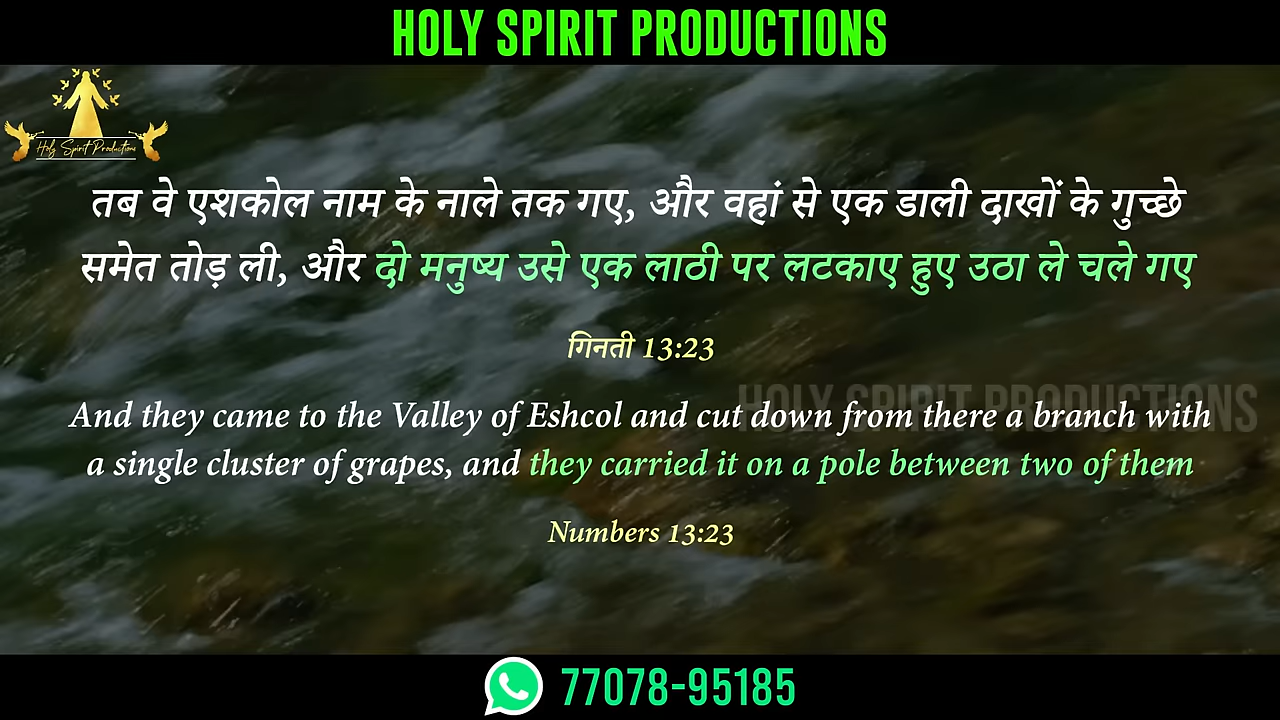 HOLY SPIRIT PRODUCTIONS
Holy Spirit Productions
तब वे एशकोल नाम के नाले तक गए, और वहां से एक डाली दाखों के गुच्छे
समेत तोड़ ली, और दो मनुष्य उसे एक लाठी पर लटकाए हुए उठा ले चले गए
गिनती 13:23
HOLY SPIRIT PRODUCTIONS
And they came to the Valley of Eshcol and cut down from there a branch with
a single cluster of grapes, and they carried it on a pole between two of them
Numbers 13:23
77078-95185